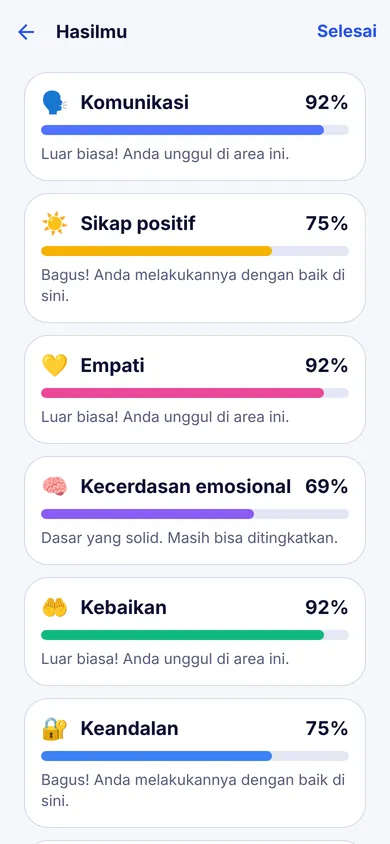 Hasilmu
Selesai
Komunikasi 92%
Luar biasa! Anda unggul di area ini.
Sikap positif 75%
Bagus! Anda melakukannya dengan baik di
sini.
Empati 92%
Luar biasa! Anda unggul di area ini.
Kecerdasan emosional 69%
Dasar yang solid. Masih bisa ditingkatkan.
Kebaikan 92%
Luar biasa! Anda unggul di area ini.
Keandalan 75%
Bagus! Anda melakukannya dengan baik di
sini.